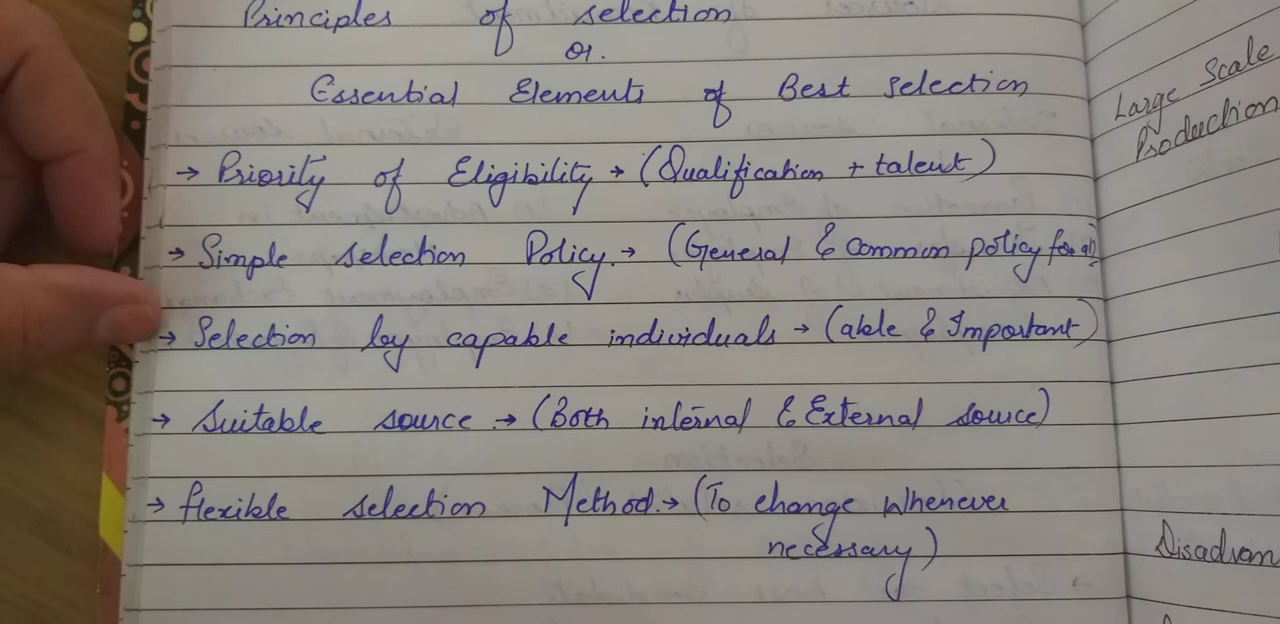 Principles of selection
or.
Essential Elements of Best selection
→ Priority of Eligibility → (Qualification + talent)
→ Simple selection Policy. → (General & common policy for all)
→ Selection by capable individuals → (able & Important)
→ Suitable source → (Both internal & External source)
→ flexible selection Method. → (To change whenever
necessary)
Large Scale
Production
Disadvan